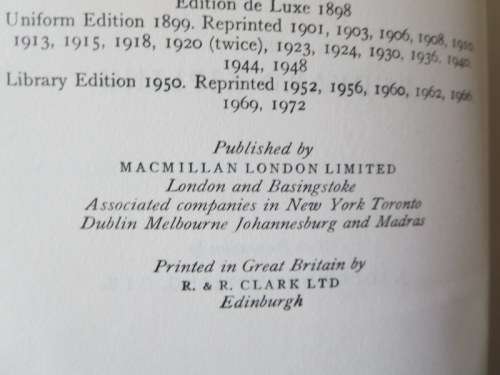 Edition de Luxe 1898
Uniform Edition 1899. Reprinted 1901, 1903, 1906, 1908, 1910
1913, 1915, 1918, 1920 (twice), 1923, 1924, 1930, 1936, 1940
1944, 1948
Library Edition 1950. Reprinted 1952, 1956, 1960, 1962, 1966
1969, 1972
Published by
MACMILLAN LONDON LIMITED
London and Basingstoke
Associated companies in New York Toronto
Dublin Melbourne Johannesburg and Madras
Printed in Great Britain by
R. & R. CLARK LTD
Edinburgh